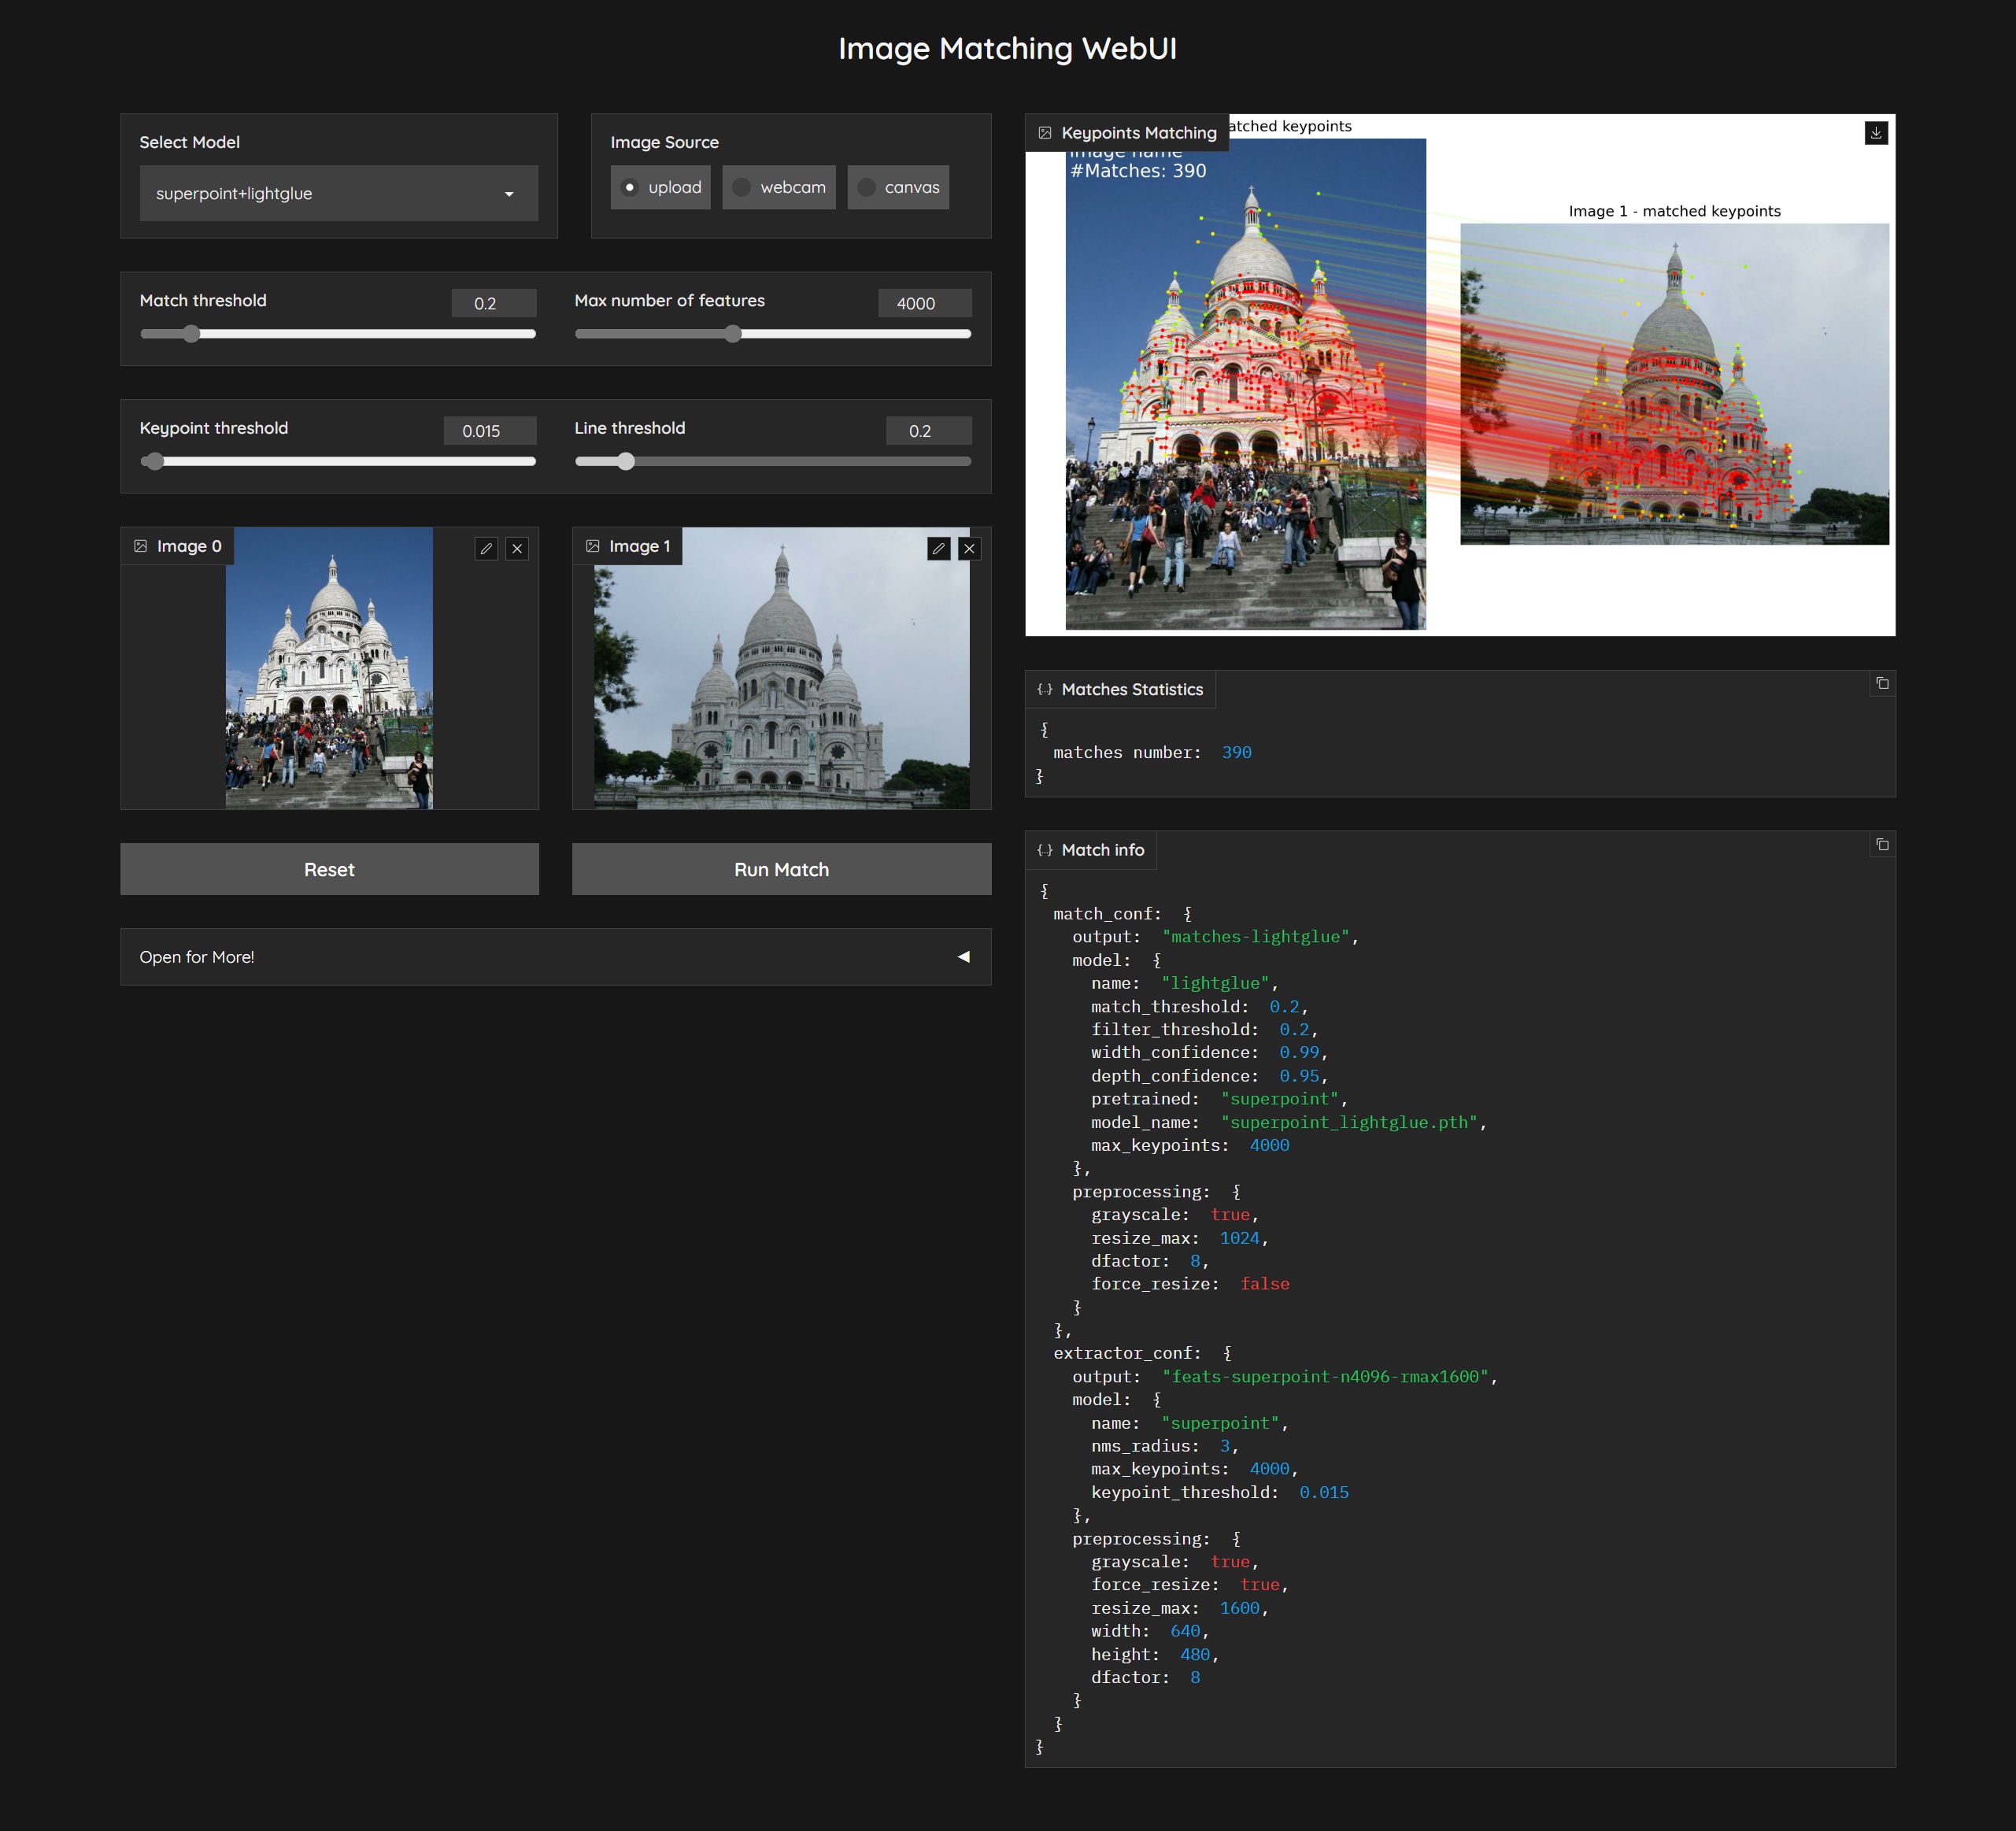 Image Matching WebUI
Select Model
superpoint+lightglue
Image Source
upload
webcam
canvas
Match threshold
0.2
Max number of features
4000
Keypoint threshold
0.015
Line threshold
0.2
Image 0
Image 1
Reset
Run Match
Open for More!
Keypoints Matching
atched keypoints
Image name
#Matches: 390
Image 1 - matched keypoints
{..} Matches Statistics
{
matches number: 390
}
{..} Match info
{
match_conf: {
output: "matches-lightglue",
model: {
name: "lightglue",
match_threshold: 0.2,
filter_threshold: 0.2,
width_confidence: 0.99,
depth_confidence: 0.95,
pretrained: "superpoint",
model_name: "superpoint_lightglue.pth",
max_keypoints: 4000
},
preprocessing: {
grayscale: true,
resize_max: 1024,
dfactor: 8,
force_resize: false
}
},
extractor_conf: {
output: "feats-superpoint-n4096-rmax1600",
model: {
name: "superpoint",
nms_radius: 3,
max_keypoints: 4000,
keypoint_threshold: 0.015
},
preprocessing: {
grayscale: true,
force_resize: true,
resize_max: 1600,
width: 640,
height: 480,
dfactor: 8
}
}
}